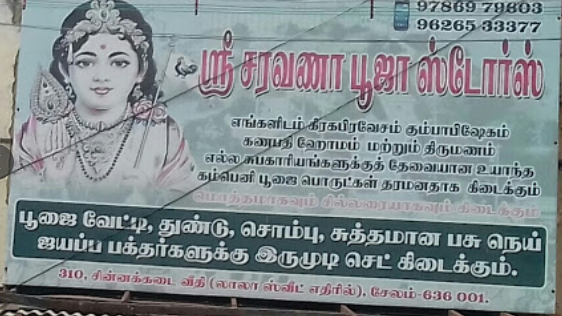 97869 79803
96265 33377
ஸ்ரீ சரவணா பூஜா ஸ்டோர்ஸ்
எங்களிடம் கிரகபிரவேசம் கும்பாபிஷேகம்
கணபதி ஹோமம் மற்றும் திருமணம்
எல்லா சுபகாரியங்களுக்குத் தேவையான உயர்ந்த
கம்பெனி பூஜை பொருட்கள் தரமானதாக கிடைக்கும்
மொத்தமாகவும் சில்லரையாகவும் கிடைக்கும்
பூஜை வேட்டி, துண்டு, சொம்பு, சுத்தமான பசு நெய்
ஐயப்ப பக்தர்களுக்கு இருமுடி செட் கிடைக்கும்.
310, சின்னக்கடை வீதி (லாலா ஸ்வீட் எதிரில்), சேலம்-636 001.